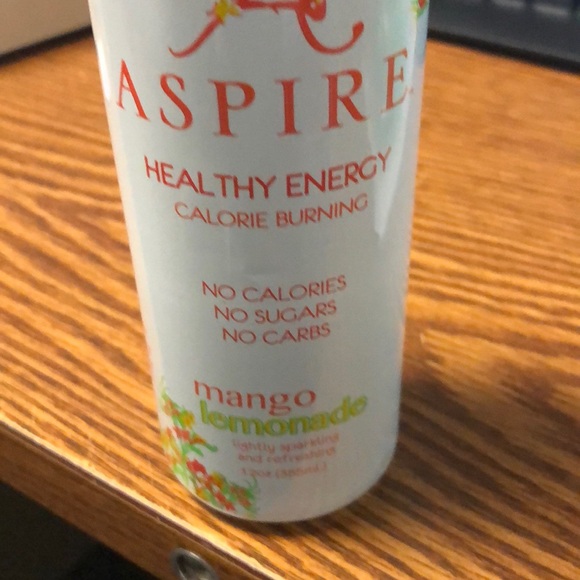 ASPIRE
HEALTHY ENERGY
CALORIE BURNING
NO CALORIES
NO SUGARS
NO CARBS
mango
lemonade
lightly sparkling
and refreshing